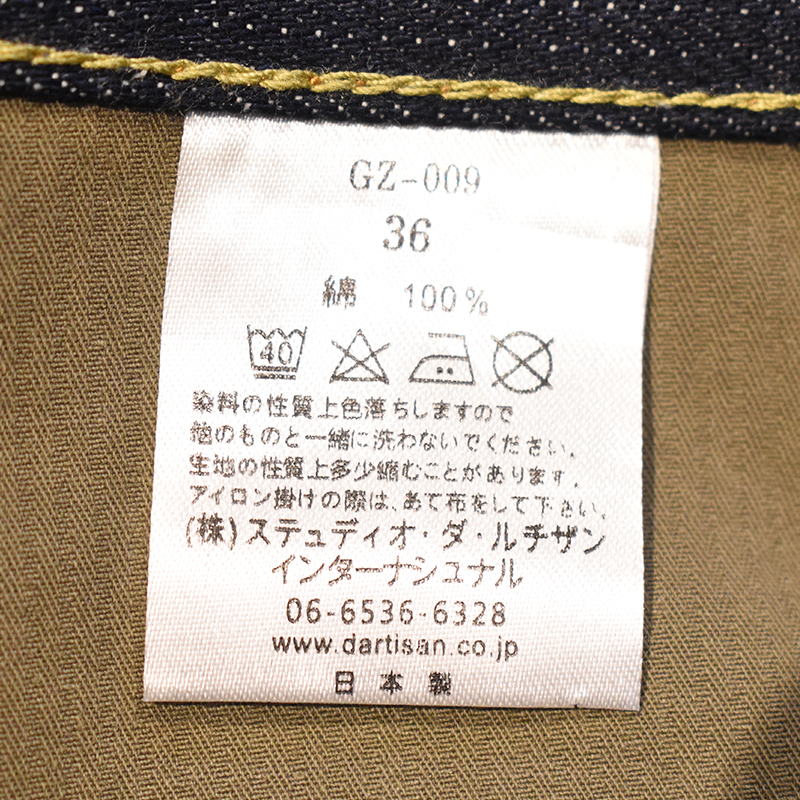 GZ-009
36
綿 100%
40
染料の性質上色落ちしますので
他のものと一緒に洗わないでください。
生地の性質上多少縮むことがあります。
アイロン掛けの際は、あて布をして下さい。
(株)ステュディオ・ダ・ルチザン
インターナショナル
06-6536-6328
www.dartisan.co.jp
日本製